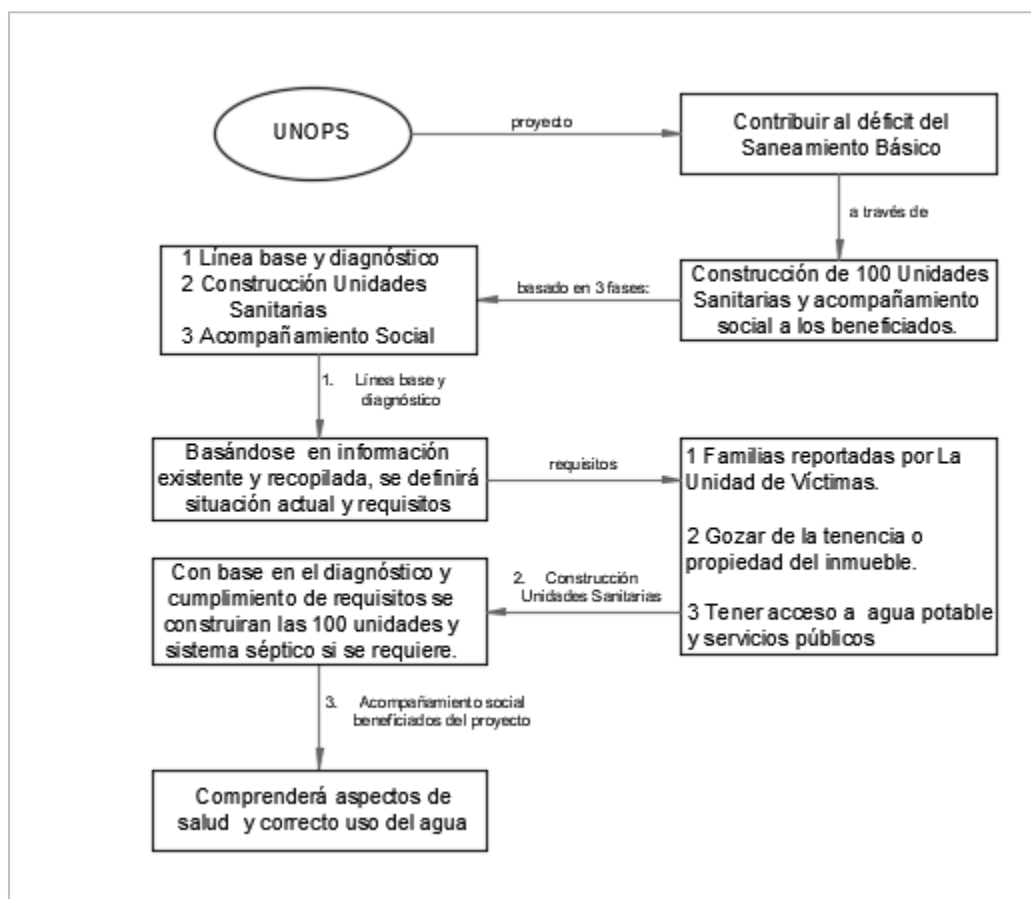 UNOPS
proyecto
Contribuir al déficit del
Saneamiento Básico
a través de
Construcción de 100 Unidades
Sanitarias y acompañamiento
social a los beneficiados.
basado en 3 fases:
1 Línea base y diagnóstico
2 Construcción Unidades
Sanitarias
3 Acompañamiento Social
1. Línea base y
diagnóstico
Basándose en información
existente y recopilada, se definirá
situación actual y requisitos
requisitos
1 Familias reportadas por La
Unidad de Víctimas.
2 Gozar de la tenencia o
propiedad del inmueble.
3 Tener acceso a agua potable
y servicios públicos
2. Construcción
Unidades Sanitarias
Con base en el diagnóstico y
cumplimiento de requisitos se
construiran las 100 unidades y
sistema séptico si se requiere.
3. Acompañamiento social
beneficiados del proyecto
Comprenderá aspectos de
salud y correcto uso del agua